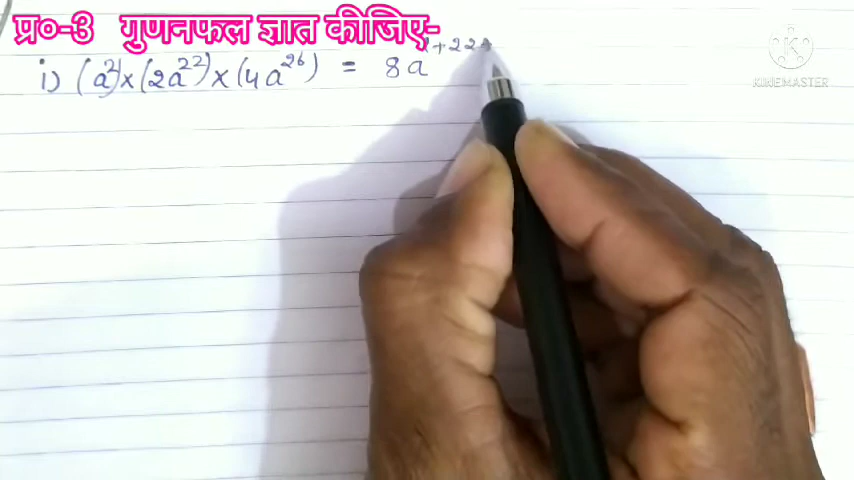 प्र०-3 गुणनफल ज्ञात कीजिए-
i) (a²)×(2a²²)×(4a²⁶) = 8a²⁺²²⁺
KINEMASTER